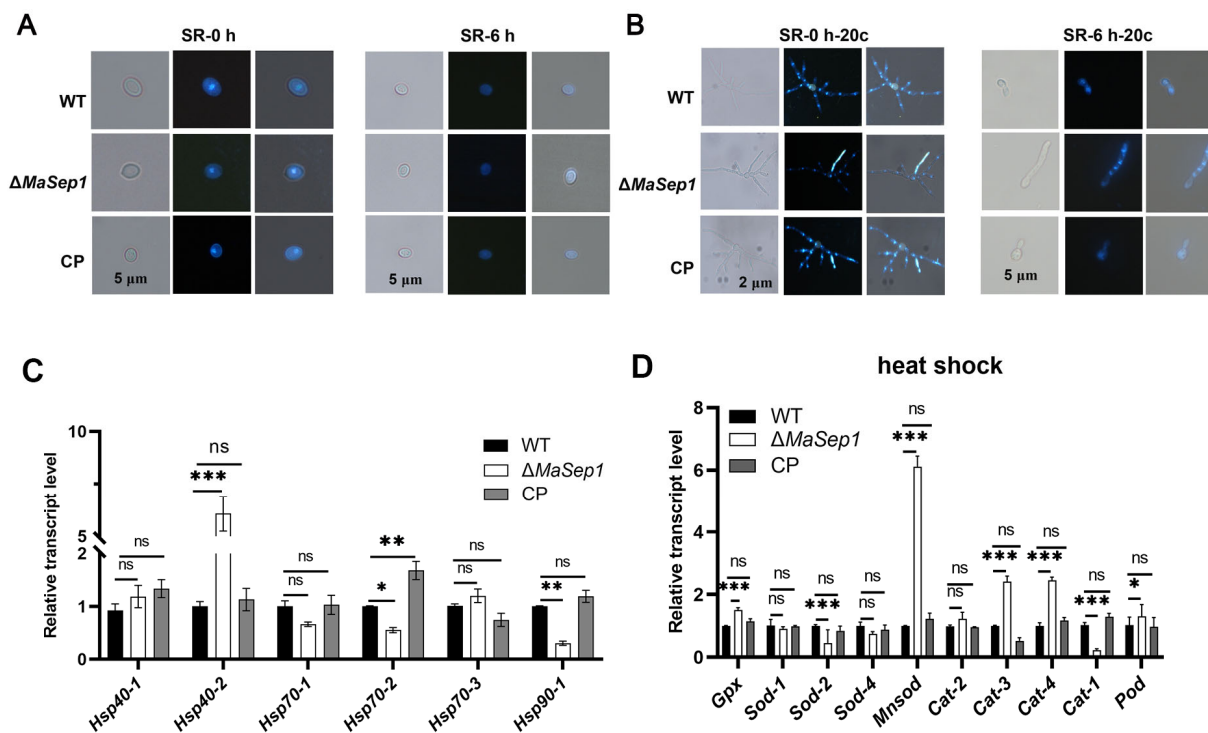 A
SR-0 h
SR-6 h
WT
ΔMaSep1
CP
5 μm
5 μm
B
SR-0 h-20c
SR-6 h-20c
WT
ΔMaSep1
CP
2 μm
5 μm
C
Relative transcript level
10
5
2
1
0
WT
ΔMaSep1
CP
ns
ns
***
ns
ns
ns
*
**
ns
ns
**
ns
Hsp40-1
Hsp40-2
Hsp70-1
Hsp70-2
Hsp70-3
Hsp90-1
D
heat shock
Relative transcript level
8
6
4
2
0
WT
ΔMaSep1
CP
***
ns
ns
ns
***
ns
ns
ns
***
ns
ns
ns
***
ns
***
ns
***
ns
*
ns
Gpx
Sod-1
Sod-2
Sod-4
Mnsod
Cat-2
Cat-3
Cat-4
Cat-1
Pod